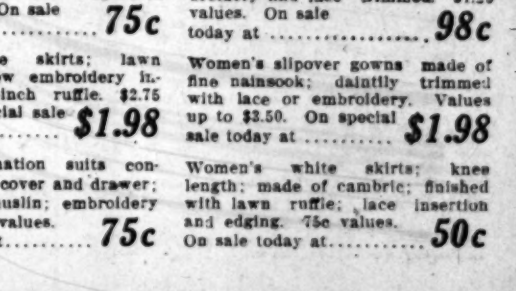 On sale
75c
e skirts; lawn
w embroidery in-
inch ruffle. $2.75
ial sale
$1.98
nation suits con-
cover and drawer;
uslin; embroidery
values.
75c
values. On sale
today at
98c
Women's slipover gowns made of
fine nainsook; daintily trimmed
with lace or embroidery. Values
up to $3.50. On special
sale today at
$1.98
Women's white skirts; knee
length; made of cambric; finished
with lawn ruffle; lace insertion
and edging. 75c values.
On sale today at
50c